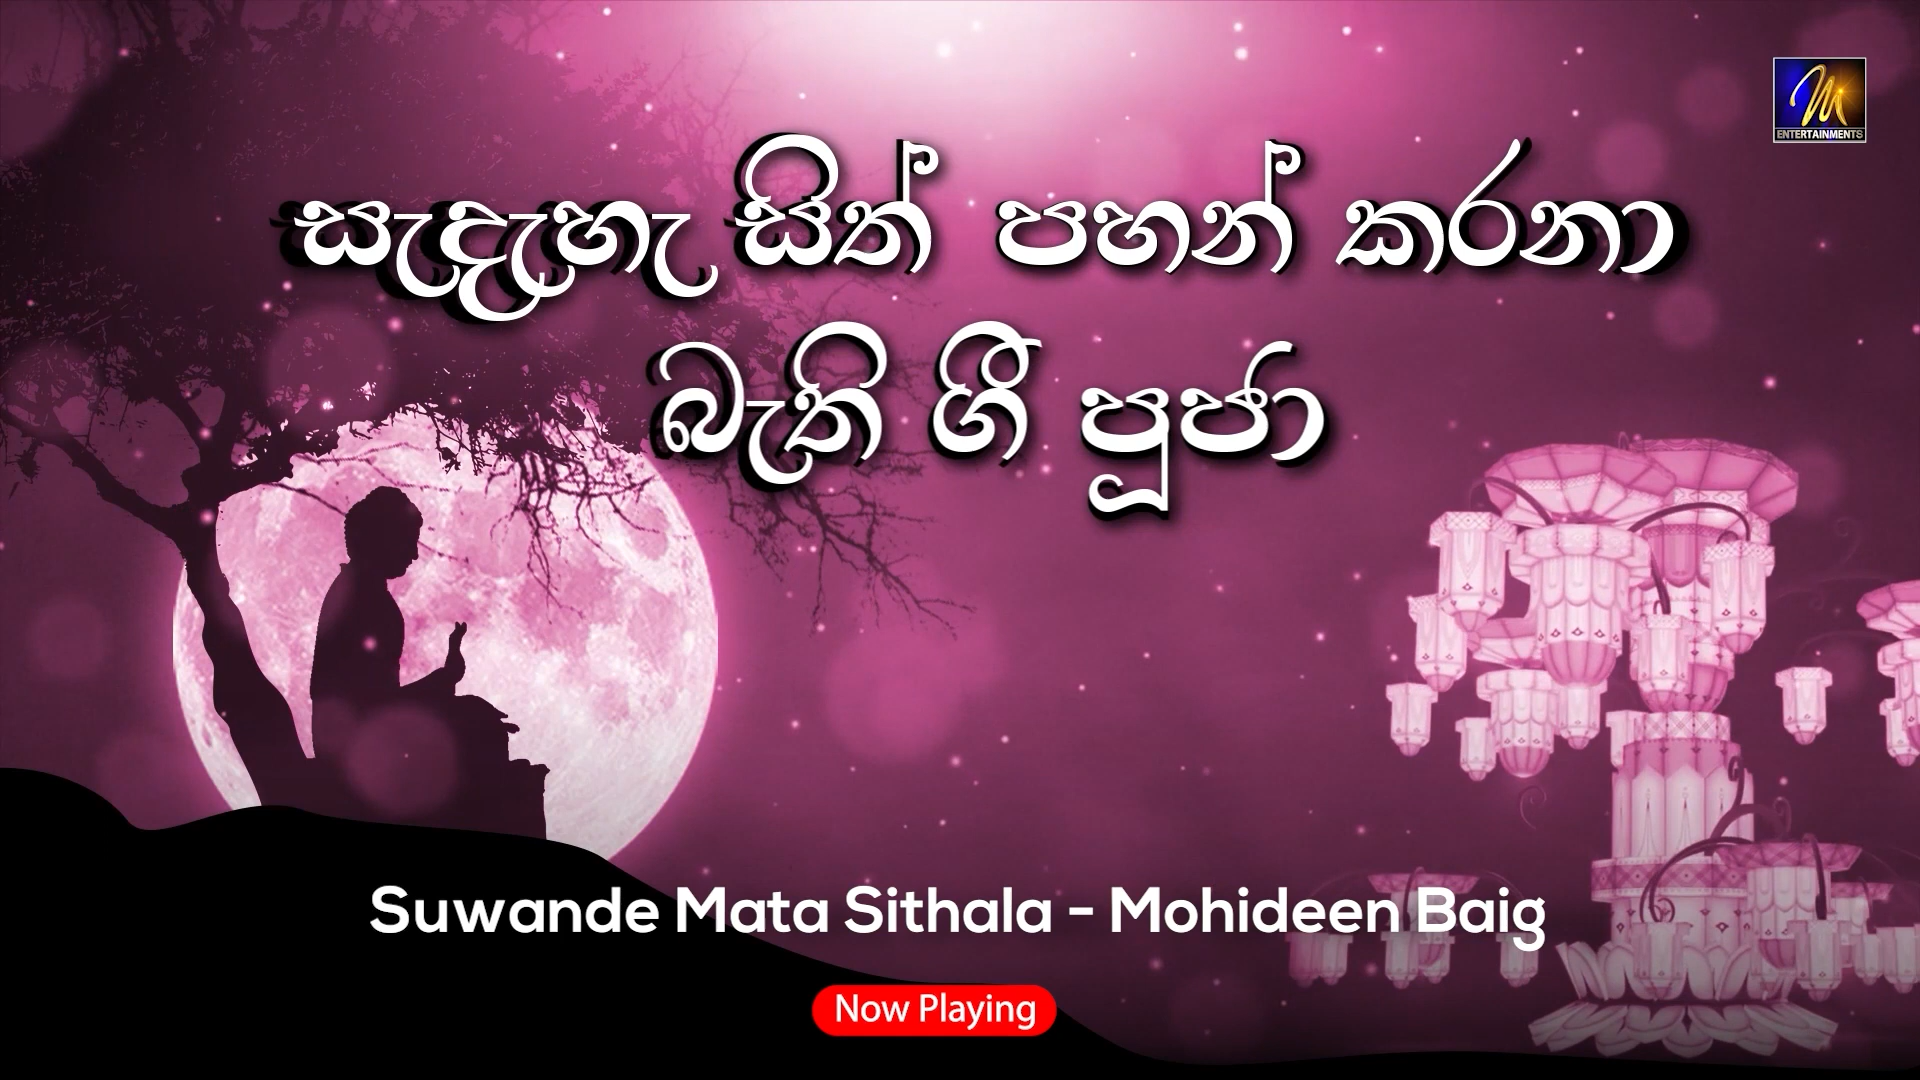 සැදැහැ සිත් පහන් කරනා
බැති ගී පූජා
M
ENTERTAINMENTS
Suwande Mata Sithala - Mohideen Baig
Now Playing